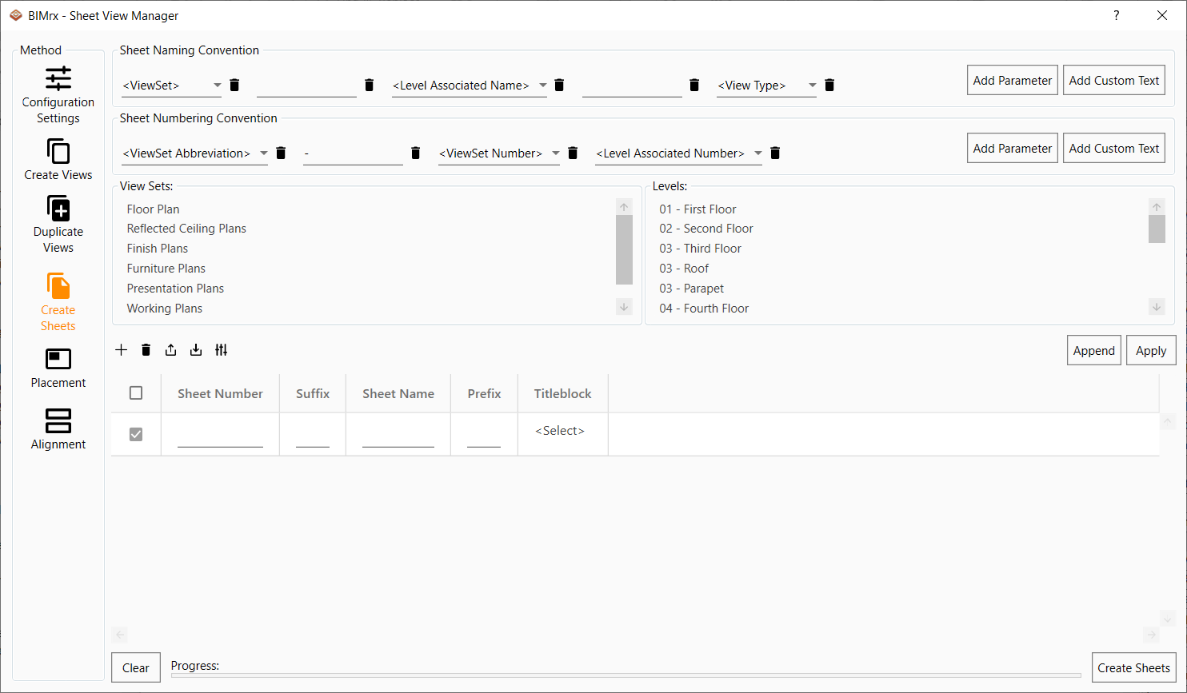 BIMrx - Sheet View Manager ?
Method
Configuration
Settings
Create Views
Duplicate
Views
Create
Sheets
Placement
Alignment
Sheet Naming Convention
<ViewSet> <Level Associated Name> <View Type> Add Parameter Add Custom Text
Sheet Numbering Convention
<ViewSet Abbreviation> - <ViewSet Number> <Level Associated Number> Add Parameter Add Custom Text
View Sets:
Floor Plan
Reflected Ceiling Plans
Finish Plans
Furniture Plans
Presentation Plans
Working Plans
Levels:
01 - First Floor
02 - Second Floor
03 - Third Floor
03 - Roof
03 - Parapet
04 - Fourth Floor
Append Apply
Sheet Number Suffix Sheet Name Prefix Titleblock
<Select>
Clear Progress: Create Sheets